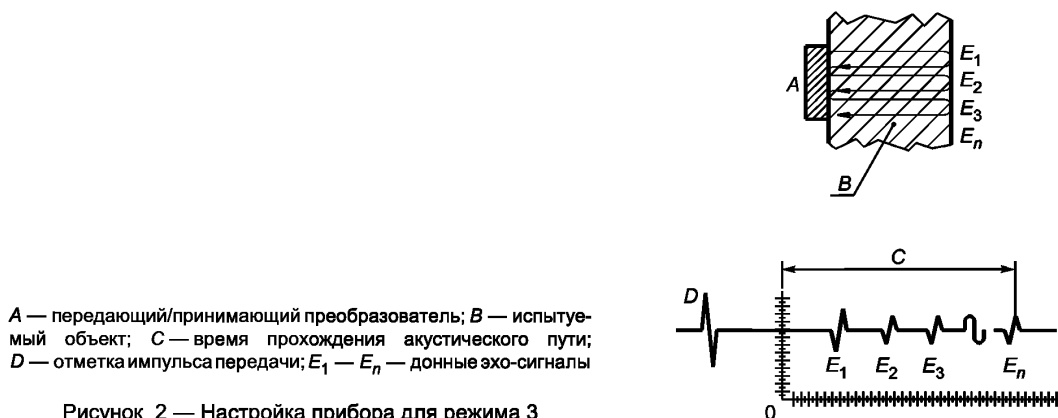 A
E₁
E₂
E₃
Eₙ
B
C
D
E₁ E₂ E₃ Eₙ
0
A — передающий/принимающий преобразователь; B — испытуе-
мый объект; C — время прохождения акустического пути;
D — отметка импульса передачи; E₁ — Eₙ — донные эхо-сигналы
Рисунок 2 — Настройка прибора для режима 3